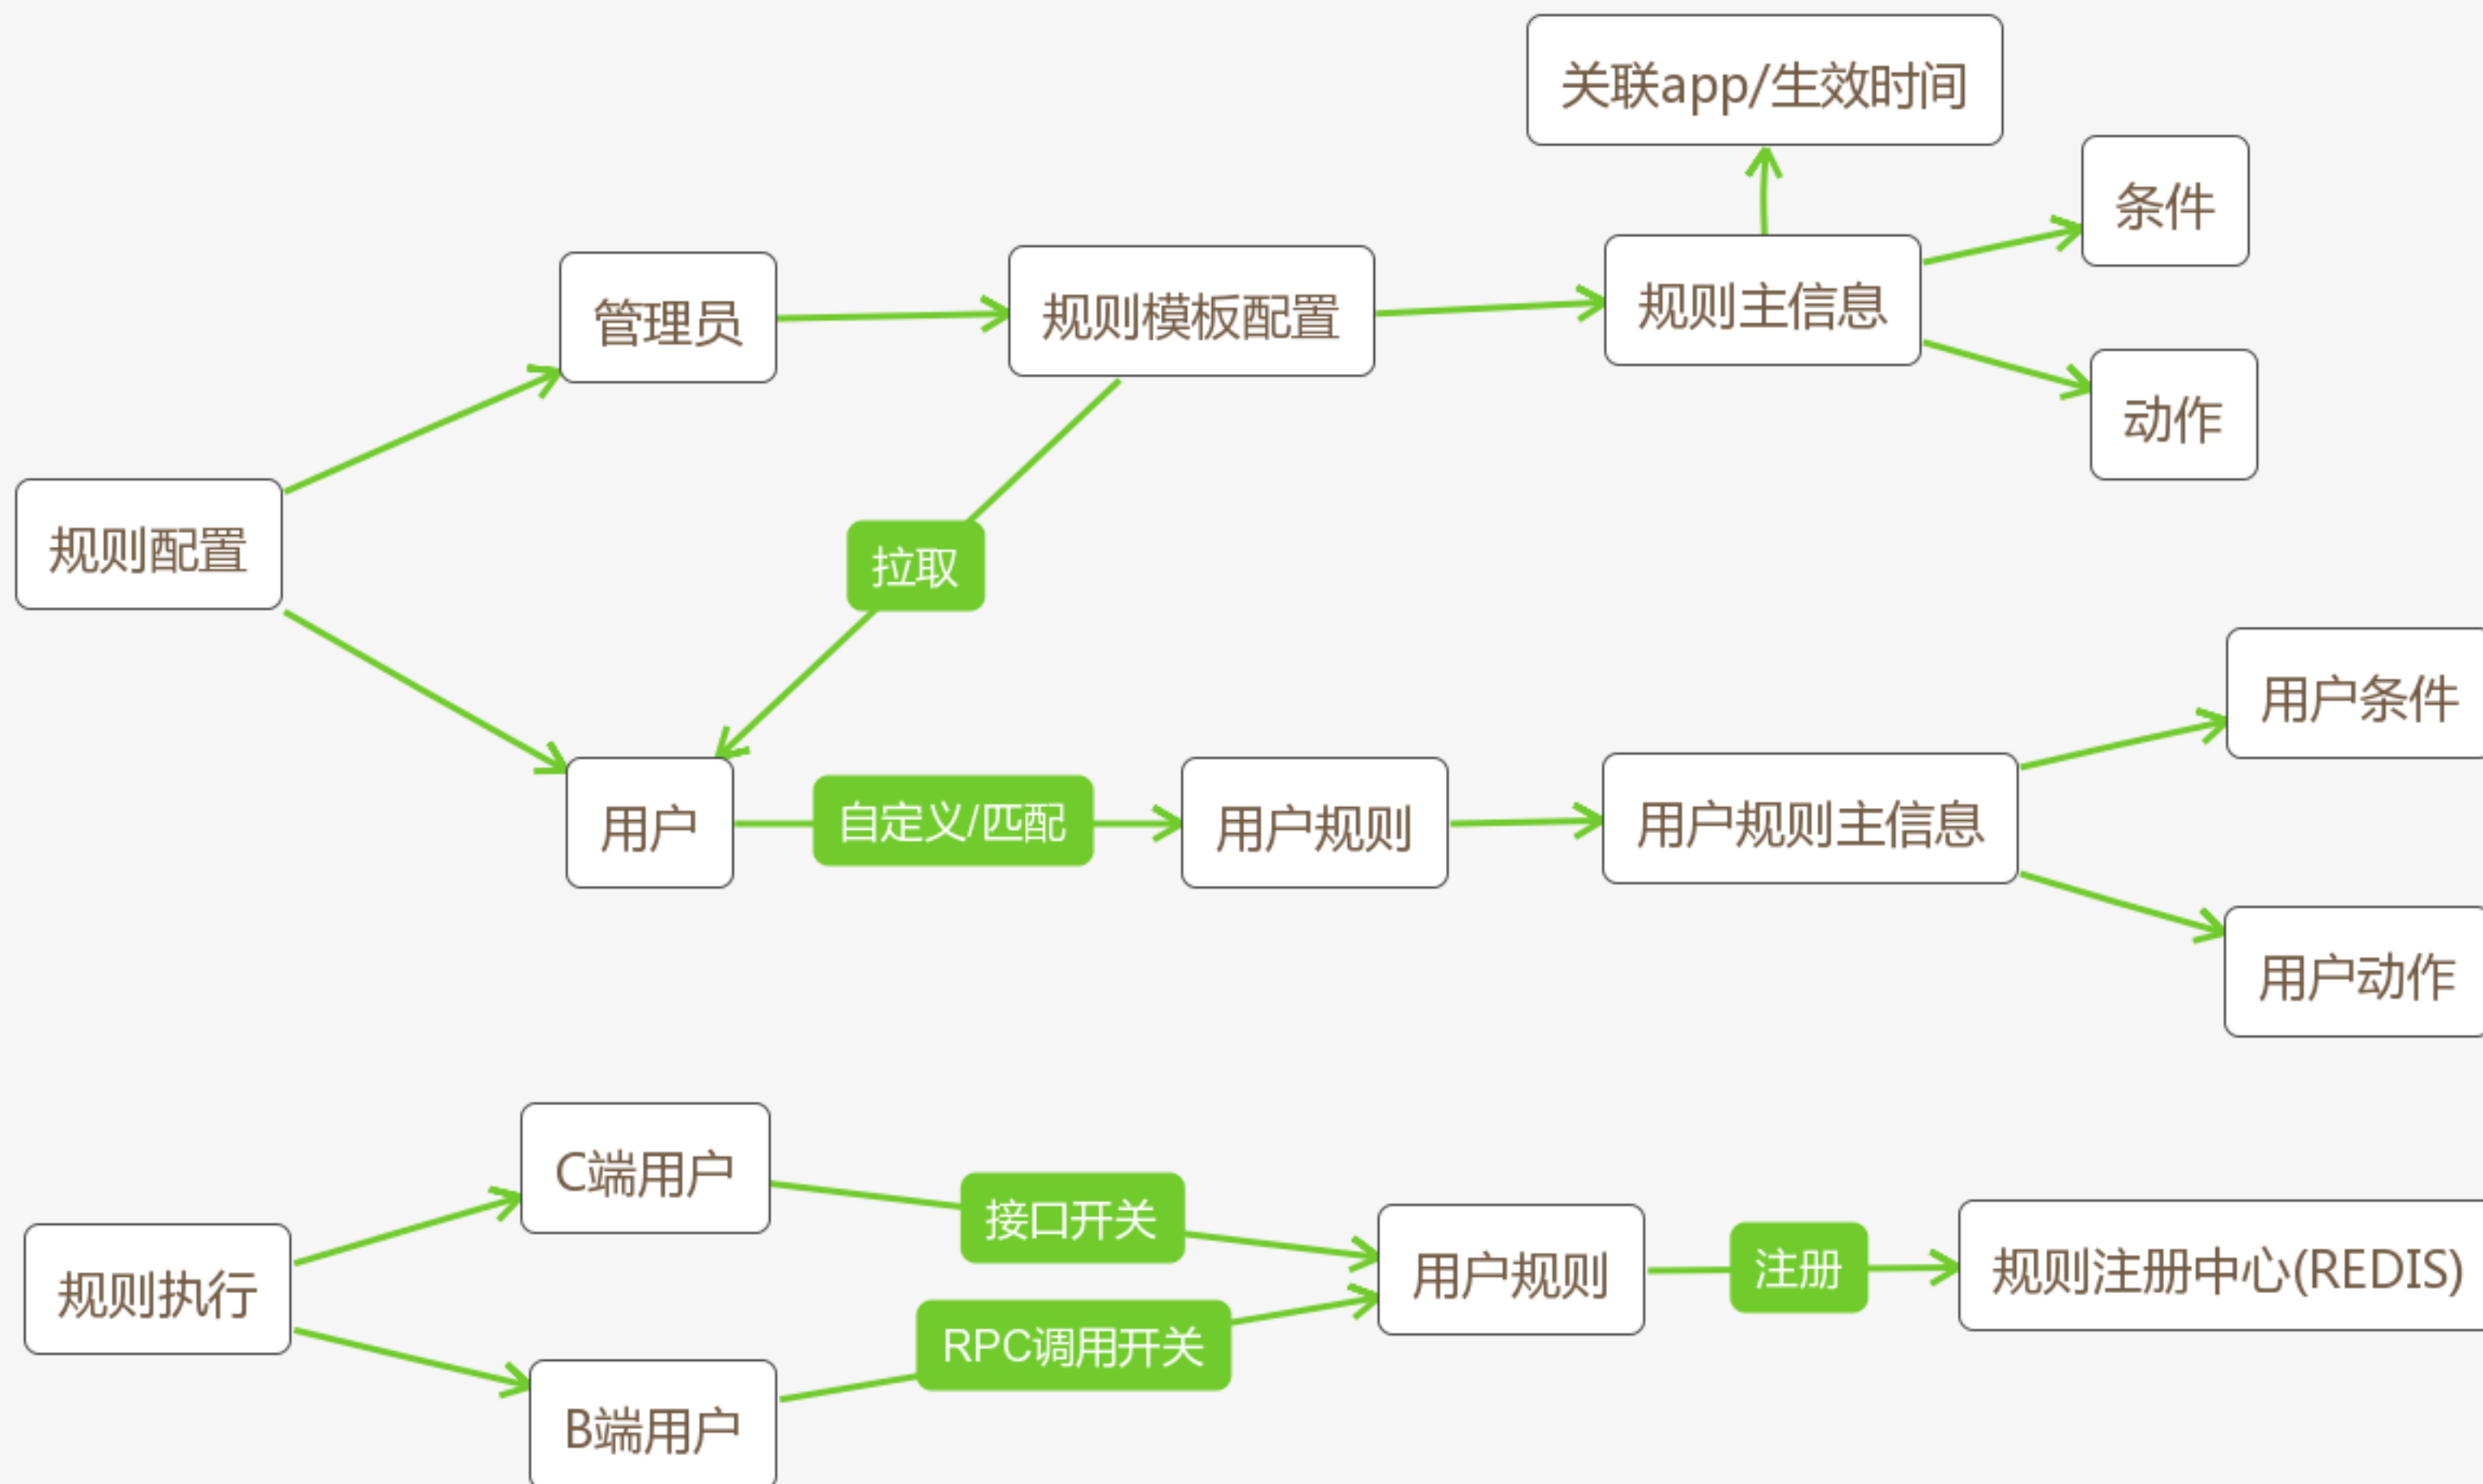 关联app/生效时间
条件
管理员
规则模板配置
规则主信息
动作
规则配置
拉取
用户条件
用户
自定义/匹配
用户规则
用户规则主信息
用户动作
C端用户
接口开关
规则执行
用户规则
注册
规则注册中心(REDIS)
RPC调用开关
B端用户